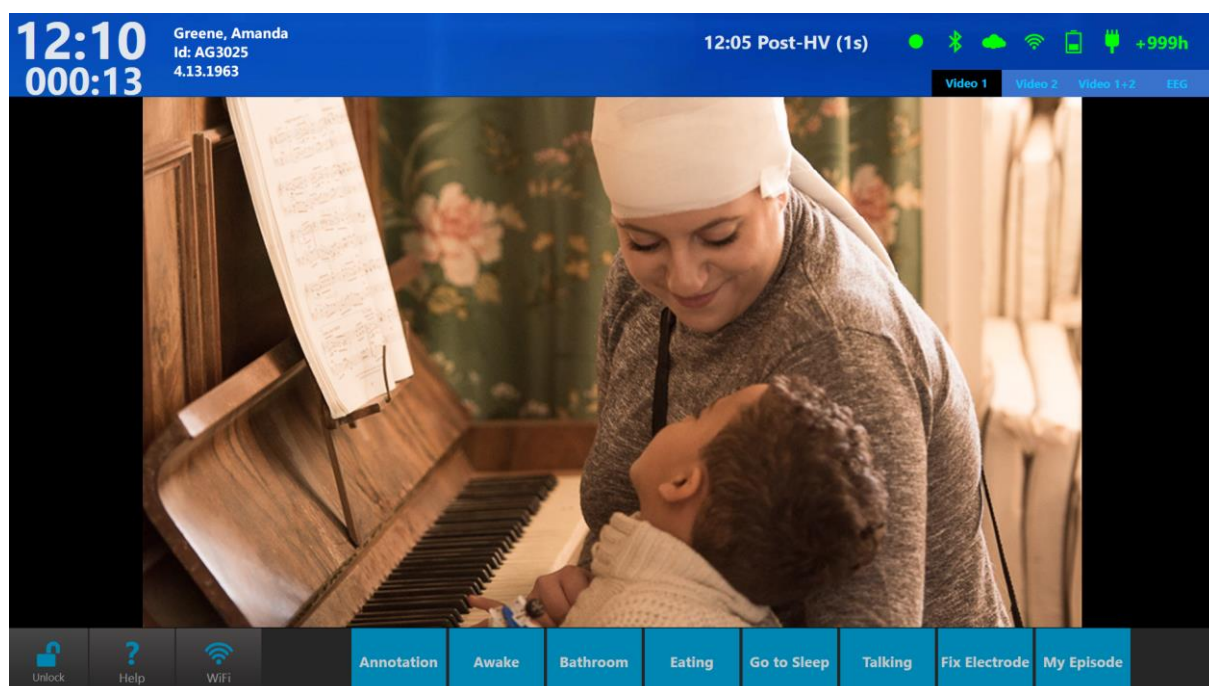 12:10
000:13
Greene, Amanda
Id: AG3025
4.13.1963
12:05 Post-HV (1s)
+999h
Video 1 Video 2 Video 1+2 EEG
Unlock
Help
WiFi
Annotation
Awake
Bathroom
Eating
Go to Sleep
Talking
Fix Electrode
My Episode